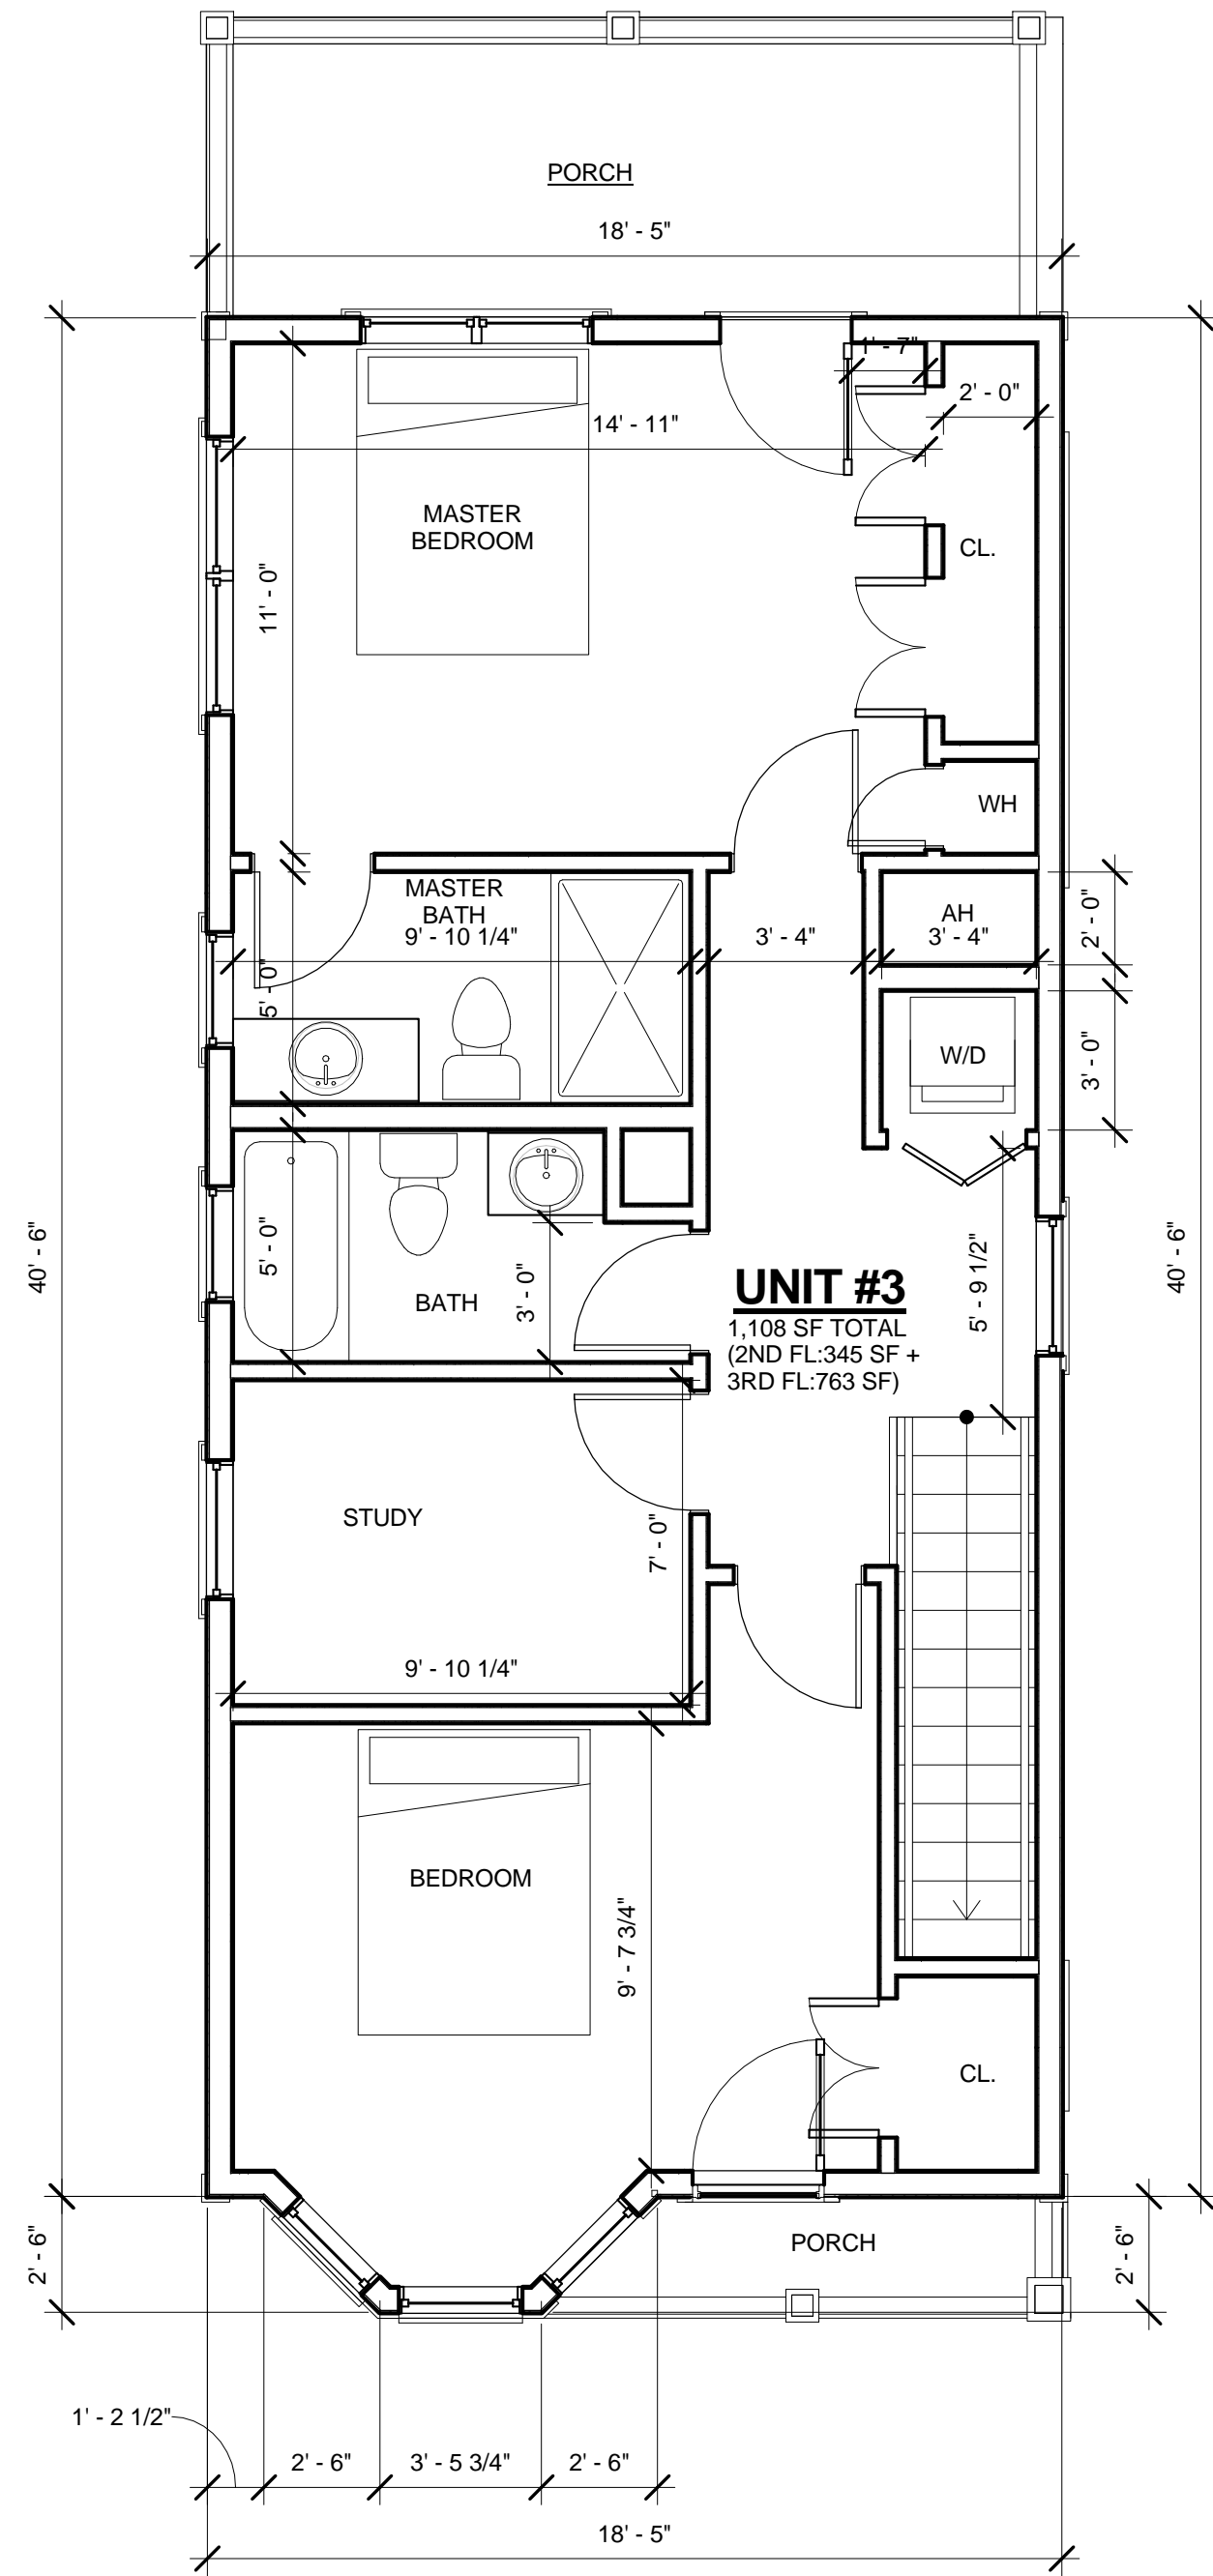 PORCH
18' - 5"
1' - 7"
2' - 0"
14' - 11"
MASTER
BEDROOM
CL.
11' - 0"
WH
MASTER
BATH
9' - 10 1/4"
3' - 4"
AH
3' - 4"
2' - 0"
5' - 0"
W/D
3' - 0"
40' - 6"
5' - 0"
BATH
3' - 0"
UNIT #3
1,108 SF TOTAL
(2ND FL:345 SF +
3RD FL:763 SF)
5' - 9 1/2"
40' - 6"
STUDY
7' - 0"
9' - 10 1/4"
BEDROOM
9' - 7 3/4"
CL.
2' - 6"
PORCH
2' - 6"
1' - 2 1/2"
2' - 6"
3' - 5 3/4"
2' - 6"
18' - 5"